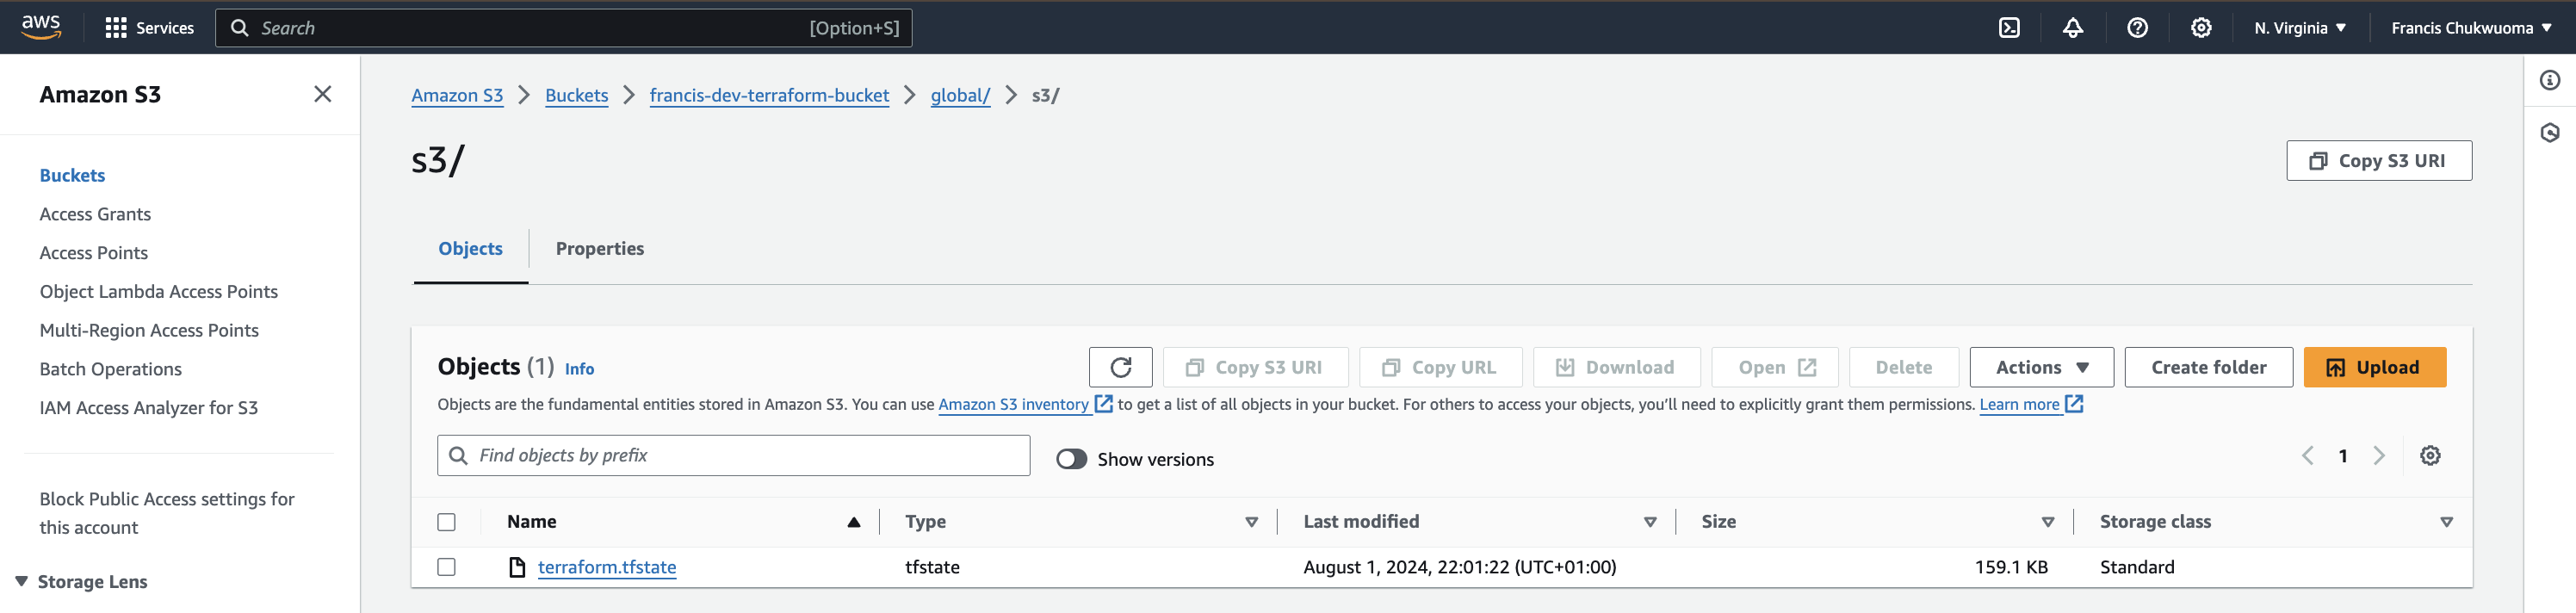 aws Services Search [Option+S] N. Virginia Francis Chukwuoma
Amazon S3
Buckets
Access Grants
Access Points
Object Lambda Access Points
Multi-Region Access Points
Batch Operations
IAM Access Analyzer for S3
Block Public Access settings for
this account
Storage Lens
Amazon S3 Buckets francis-dev-terraform-bucket global/ s3/
s3/
Copy S3 URI
Objects Properties
Objects (1) Info
Copy S3 URI Copy URL Download Open Delete Actions Create folder Upload
Objects are the fundamental entities stored in Amazon S3. You can use Amazon S3 inventory to get a list of all objects in your bucket. For others to access your objects, you'll need to explicitly grant them permissions. Learn more
Find objects by prefix Show versions 1
Name Type Last modified Size Storage class
terraform.tfstate tfstate August 1, 2024, 22:01:22 (UTC+01:00) 159.1 KB Standard